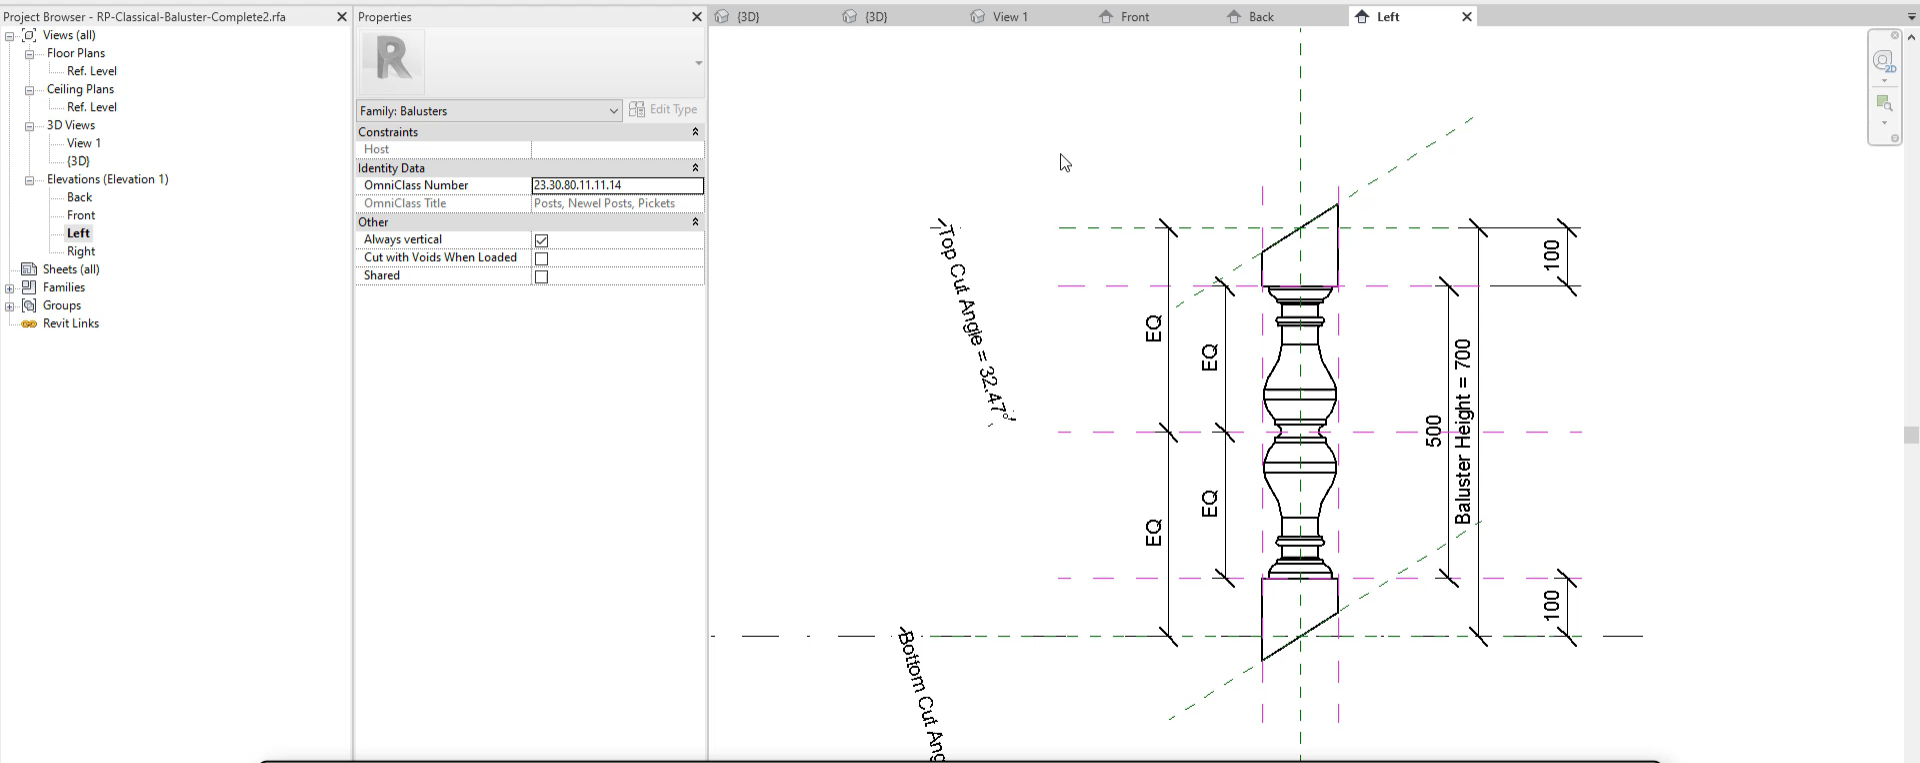 Project Browser - RP-Classical-Baluster-Complete2.rfa
Views (all)
Floor Plans
Ref. Level
Ceiling Plans
Ref. Level
3D Views
View 1
{3D}
Elevations (Elevation 1)
Back
Front
Left
Right
Sheets (all)
Families
Groups
Revit Links
Properties
R
Family: Balusters
Edit Type
Constraints
Host
Identity Data
OmniClass Number 23.30.80.11.11.14
OmniClass Title Posts, Newel Posts, Pickets
Other
Always vertical
Cut with Voids When Loaded
Shared
{3D} {3D} View 1 Front Back Left
2D
Top Cut Angle = 32.47°
EQ
EQ
EQ
EQ
500
Baluster Height = 700
100
100
Bottom Cut Ang